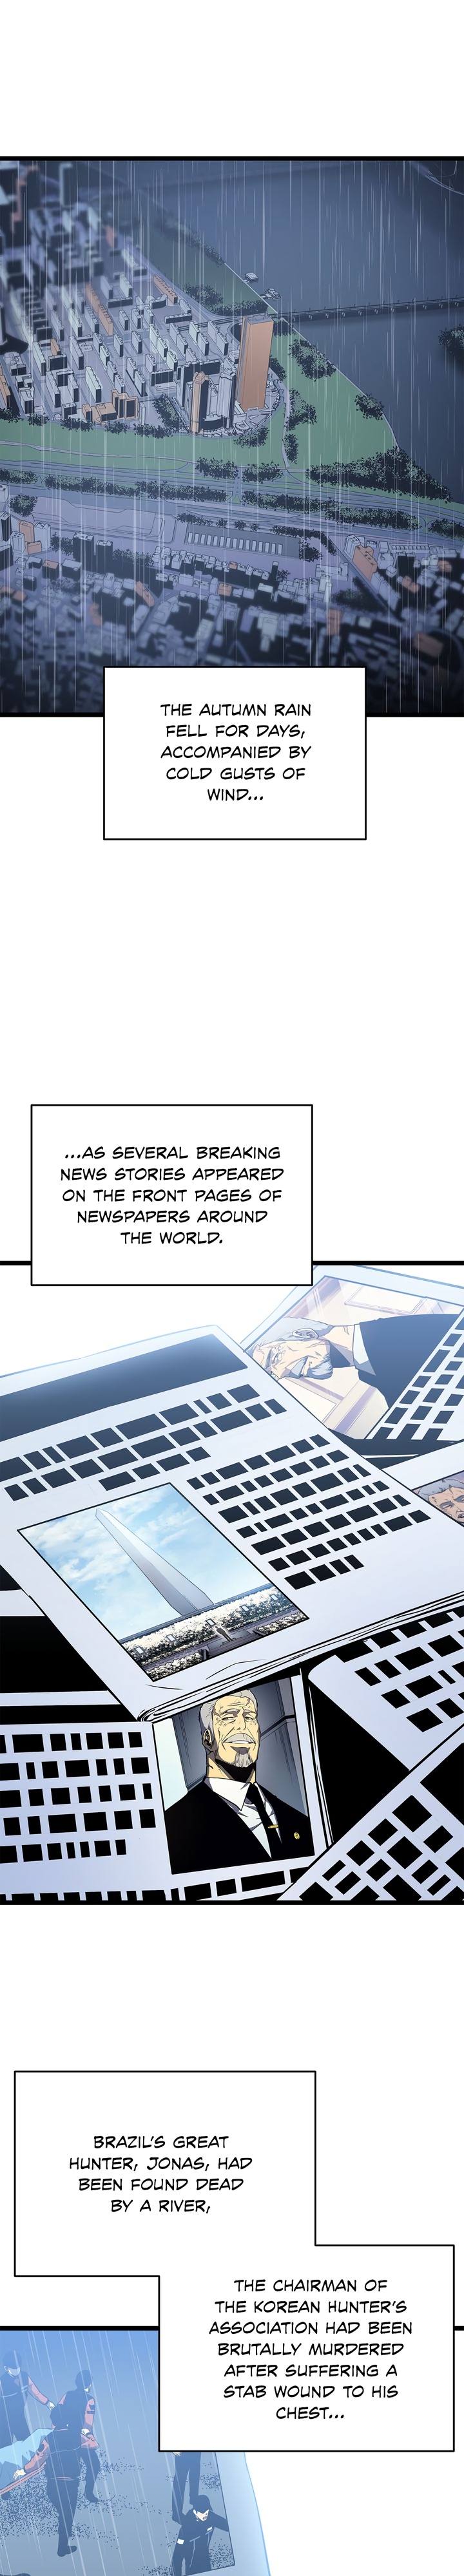 THE AUTUMN RAIN
FELL FOR DAYS,
ACCOMPANIED BY
COLD GUSTS OF
WIND...
...AS SEVERAL BREAKING
NEWS STORIES APPEARED
ON THE FRONT PAGES OF
NEWSPAPERS AROUND
THE WORLD.
BRAZIL'S GREAT
HUNTER, JONAS, HAD
BEEN FOUND DEAD
BY A RIVER,
THE CHAIRMAN OF
THE KOREAN HUNTER'S
ASSOCIATION HAD BEEN
BRUTALLY MURDERED
AFTER SUFFERING A
STAB WOUND TO HIS
CHEST...